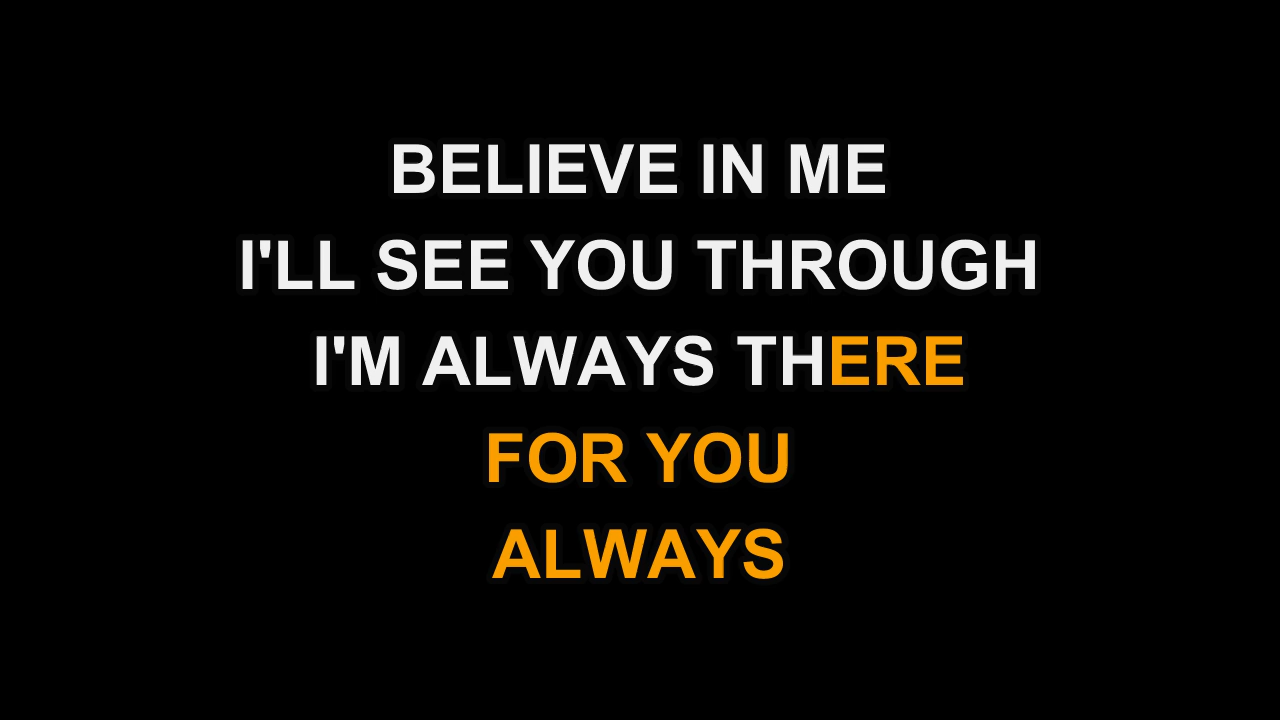 BELIEVE IN ME
I'LL SEE YOU THROUGH
I'M ALWAYS THERE
FOR YOU
ALWAYS